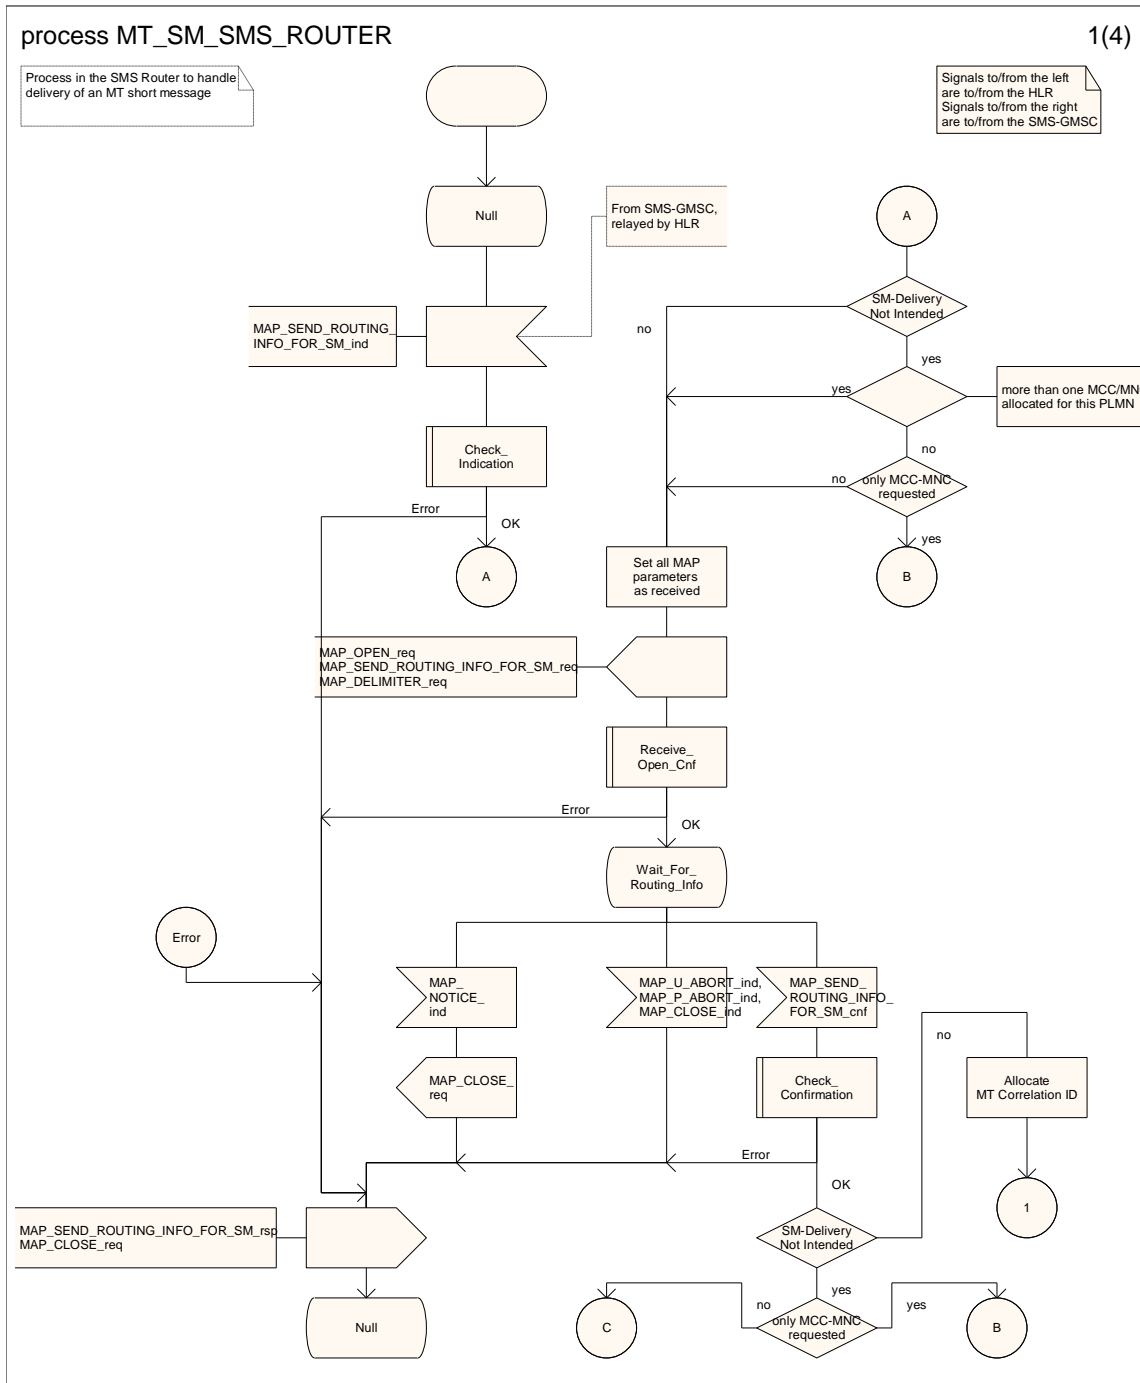 process MT_SM_SMS_ROUTER
1(4)
Process in the SMS Router to handle
delivery of an MT short message
Signals to/from the left
are to/from the HLR
Signals to/from the right
are to/from the SMS-GMSC
Null
From SMS-GMSC,
relayed by HLR
A
SM-Delivery
Not Intended
no
yes
MAP_SEND_ROUTING_
INFO_FOR_SM_ind
yes
more than one MCC/MN
allocated for this PLMN
no
Check_
Indication
no
only MCC-MNC
requested
Error
OK
yes
A
Set all MAP
parameters
as received
B
MAP_OPEN_req
MAP_SEND_ROUTING_INFO_FOR_SM_req
MAP_DELIMITER_req
Receive_
Open_Cnf
Error
OK
Wait_For_
Routing_Info
Error
MAP_
NOTICE_
ind
MAP_U_ABORT_ind,
MAP_P_ABORT_ind,
MAP_CLOSE_ind
MAP_SEND_
ROUTING_INFO_
FOR_SM_cnf
no
MAP_CLOSE_
req
Check_
Confirmation
Allocate
MT Correlation ID
Error
OK
1
MAP_SEND_ROUTING_INFO_FOR_SM_rsp
MAP_CLOSE_req
SM-Delivery
Not Intended
yes
no
yes
Null
C
only MCC-MNC
requested
B